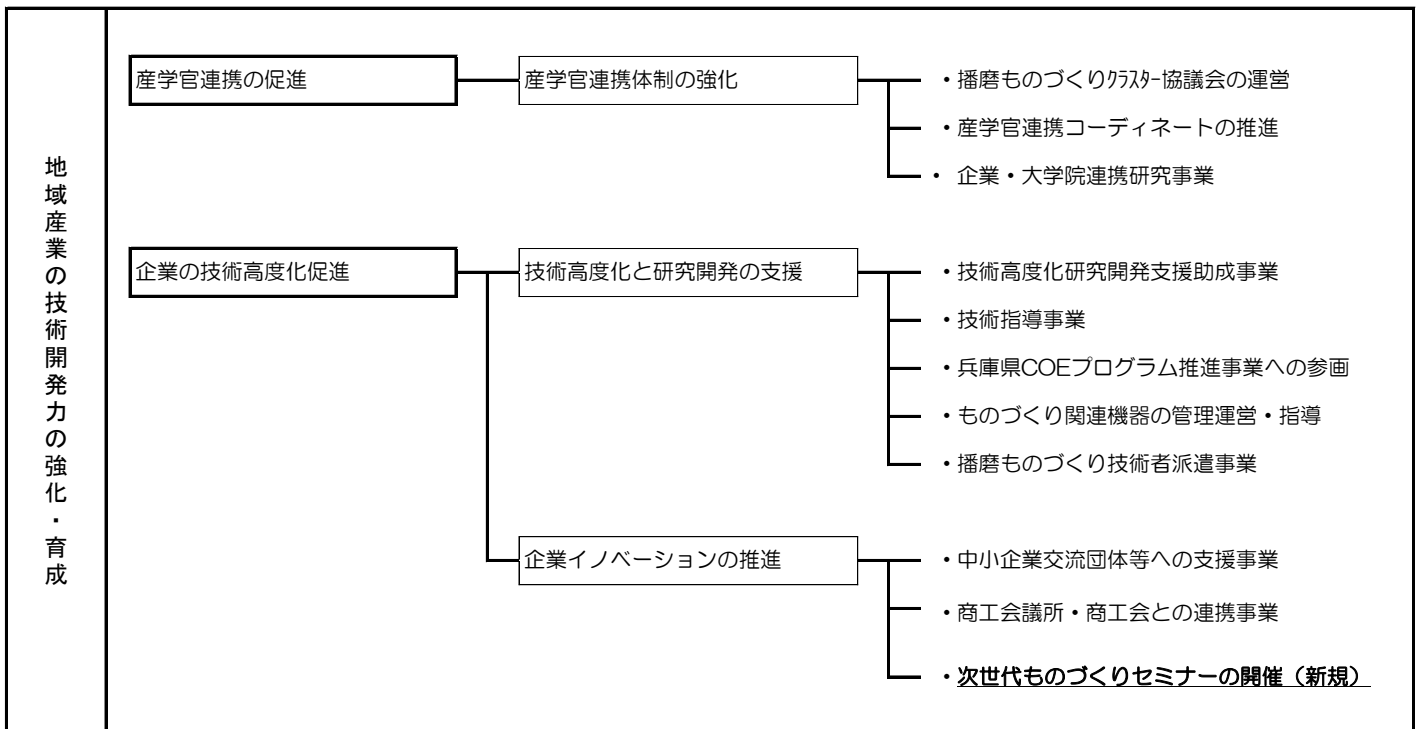 地域産業の技術開発力の強化・育成
産学官連携の促進
産学官連携体制の強化
・播磨ものづくりｸﾗｽﾀｰ協議会の運営
・産学官連携コーディネートの推進
・ 企業・大学院連携研究事業
企業の技術高度化促進
技術高度化と研究開発の支援
・技術高度化研究開発支援助成事業
・技術指導事業
・兵庫県COEプログラム推進事業への参画
・ものづくり関連機器の管理運営・指導
・播磨ものづくり技術者派遣事業
企業イノベーションの推進
・中小企業交流団体等への支援事業
・商工会議所・商工会との連携事業
・次世代ものづくりセミナーの開催（新規）